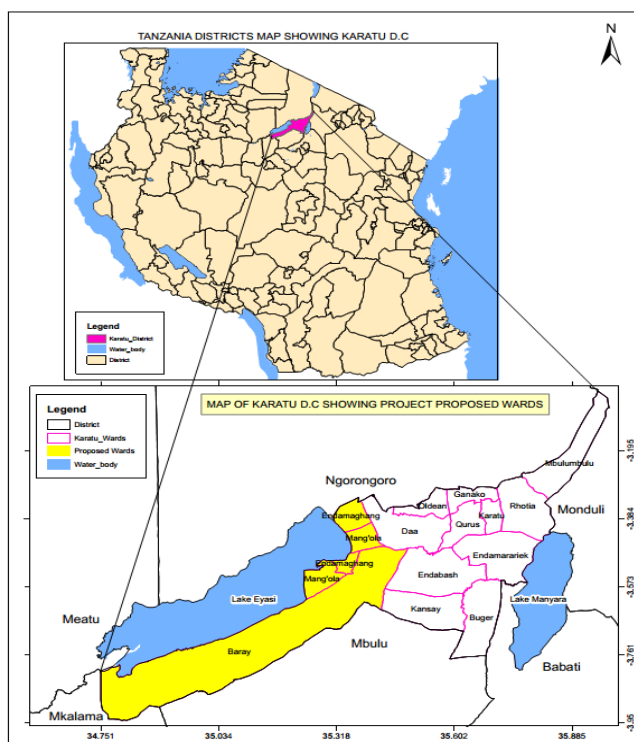 TANZANIA DISTRICTS MAP SHOWING KARATU D.C
N
Legend
Karatu_District
Water_body
District
MAP OF KARATU D.C SHOWING PROJECT PROPOSED WARDS
Legend
District
Karatu_Wards
Proposed Wards
Water_body
Ngorongoro
Mbulumbulu
Monduli
Ganako
Oldean
Rhotia
Karatu
Endamaghang
Qurus
Daa
Mang'ola
Endamarariek
Endamaghang
Endabash
Mang'ola
Lake Eyasi
Lake Manyara
Kansay
Buger
Meatu
Baray
Mbulu
Babati
Mkalama
-3.195
-3.384
-3.573
-3.761
-3.95
34.751 35.034 35.318 35.602 35.885